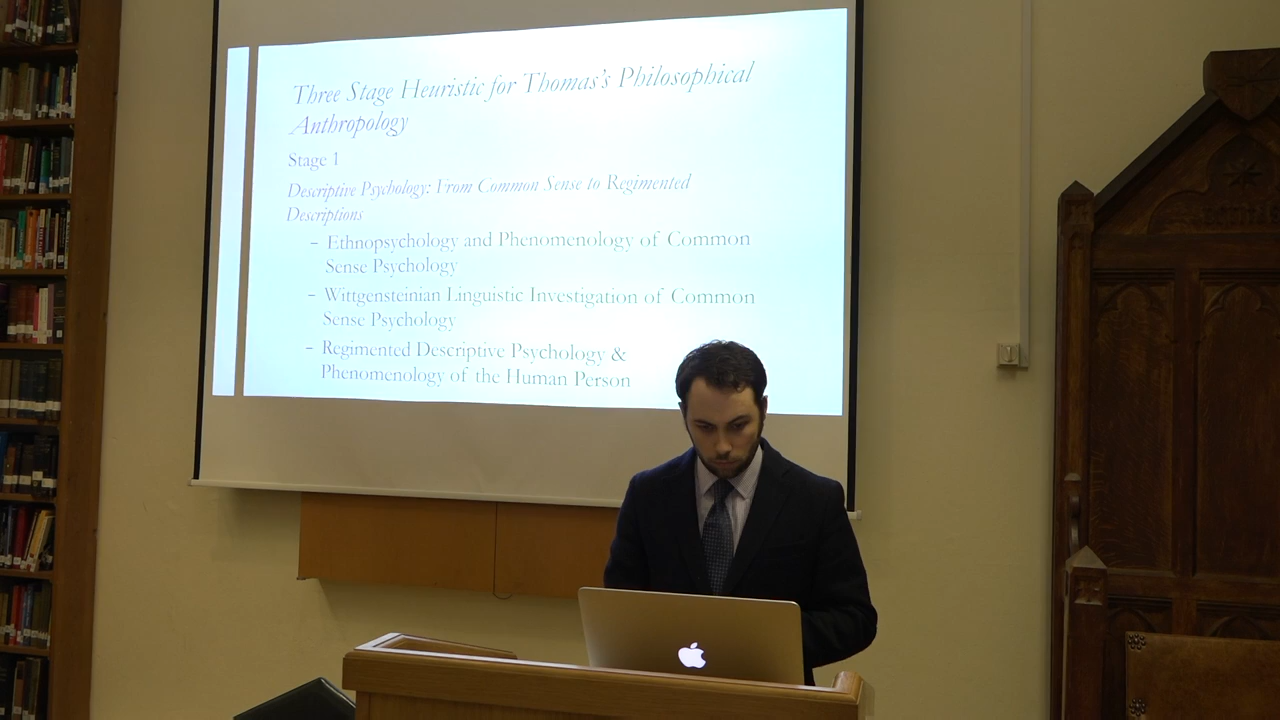 Three Stage Heuristic for Thomas's Philosophical
Anthropology
Stage 1
Descriptive Psychology: From Common Sense to Regimented
Descriptions
– Ethnopsychology and Phenomenology of Common
Sense Psychology
– Wittgensteinian Linguistic Investigation of Common
Sense Psychology
– Regimented Descriptive Psychology &
Phenomenology of the Human Person